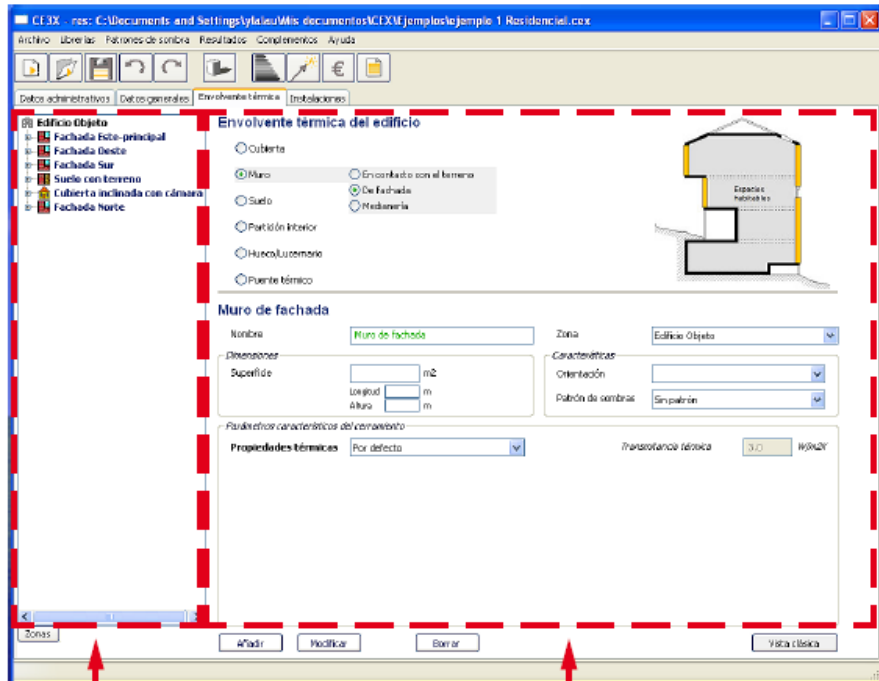 CE3X - res: C:\Documents and Settings\ylalau\Mis documentos\CEX\Ejemplos\ejemplo 1 Residencial.cex
Archivo Librerías Patrones de sombra Resultados Complementos Ayuda
Datos administrativos Datos generales Envolvente térmica Instalaciones
Edificio Objeto
Fachada Este-principal
Fachada Oeste
Fachada Sur
Suelo con terreno
Cubierta inclinada con cámara
Fachada Norte
Zonas
Envolvente térmica del edificio
Cubierta
Muro
En contacto con el terreno
De fachada
Medianería
Suelo
Partición interior
Hueco/Lucernario
Puente térmico
Espacios
habitables
Muro de fachada
Nombre Muro de fachada Zona Edificio Objeto
Dimensiones Características
Superficie m2 Orientación
Longitud m
Altura m
Patrón de sombras Sin patrón
Parámetros característicos del cerramiento
Propiedades térmicas Por defecto Transmitancia térmica 3.0 W/m2K
Añadir Modificar Borrar Vista clásica